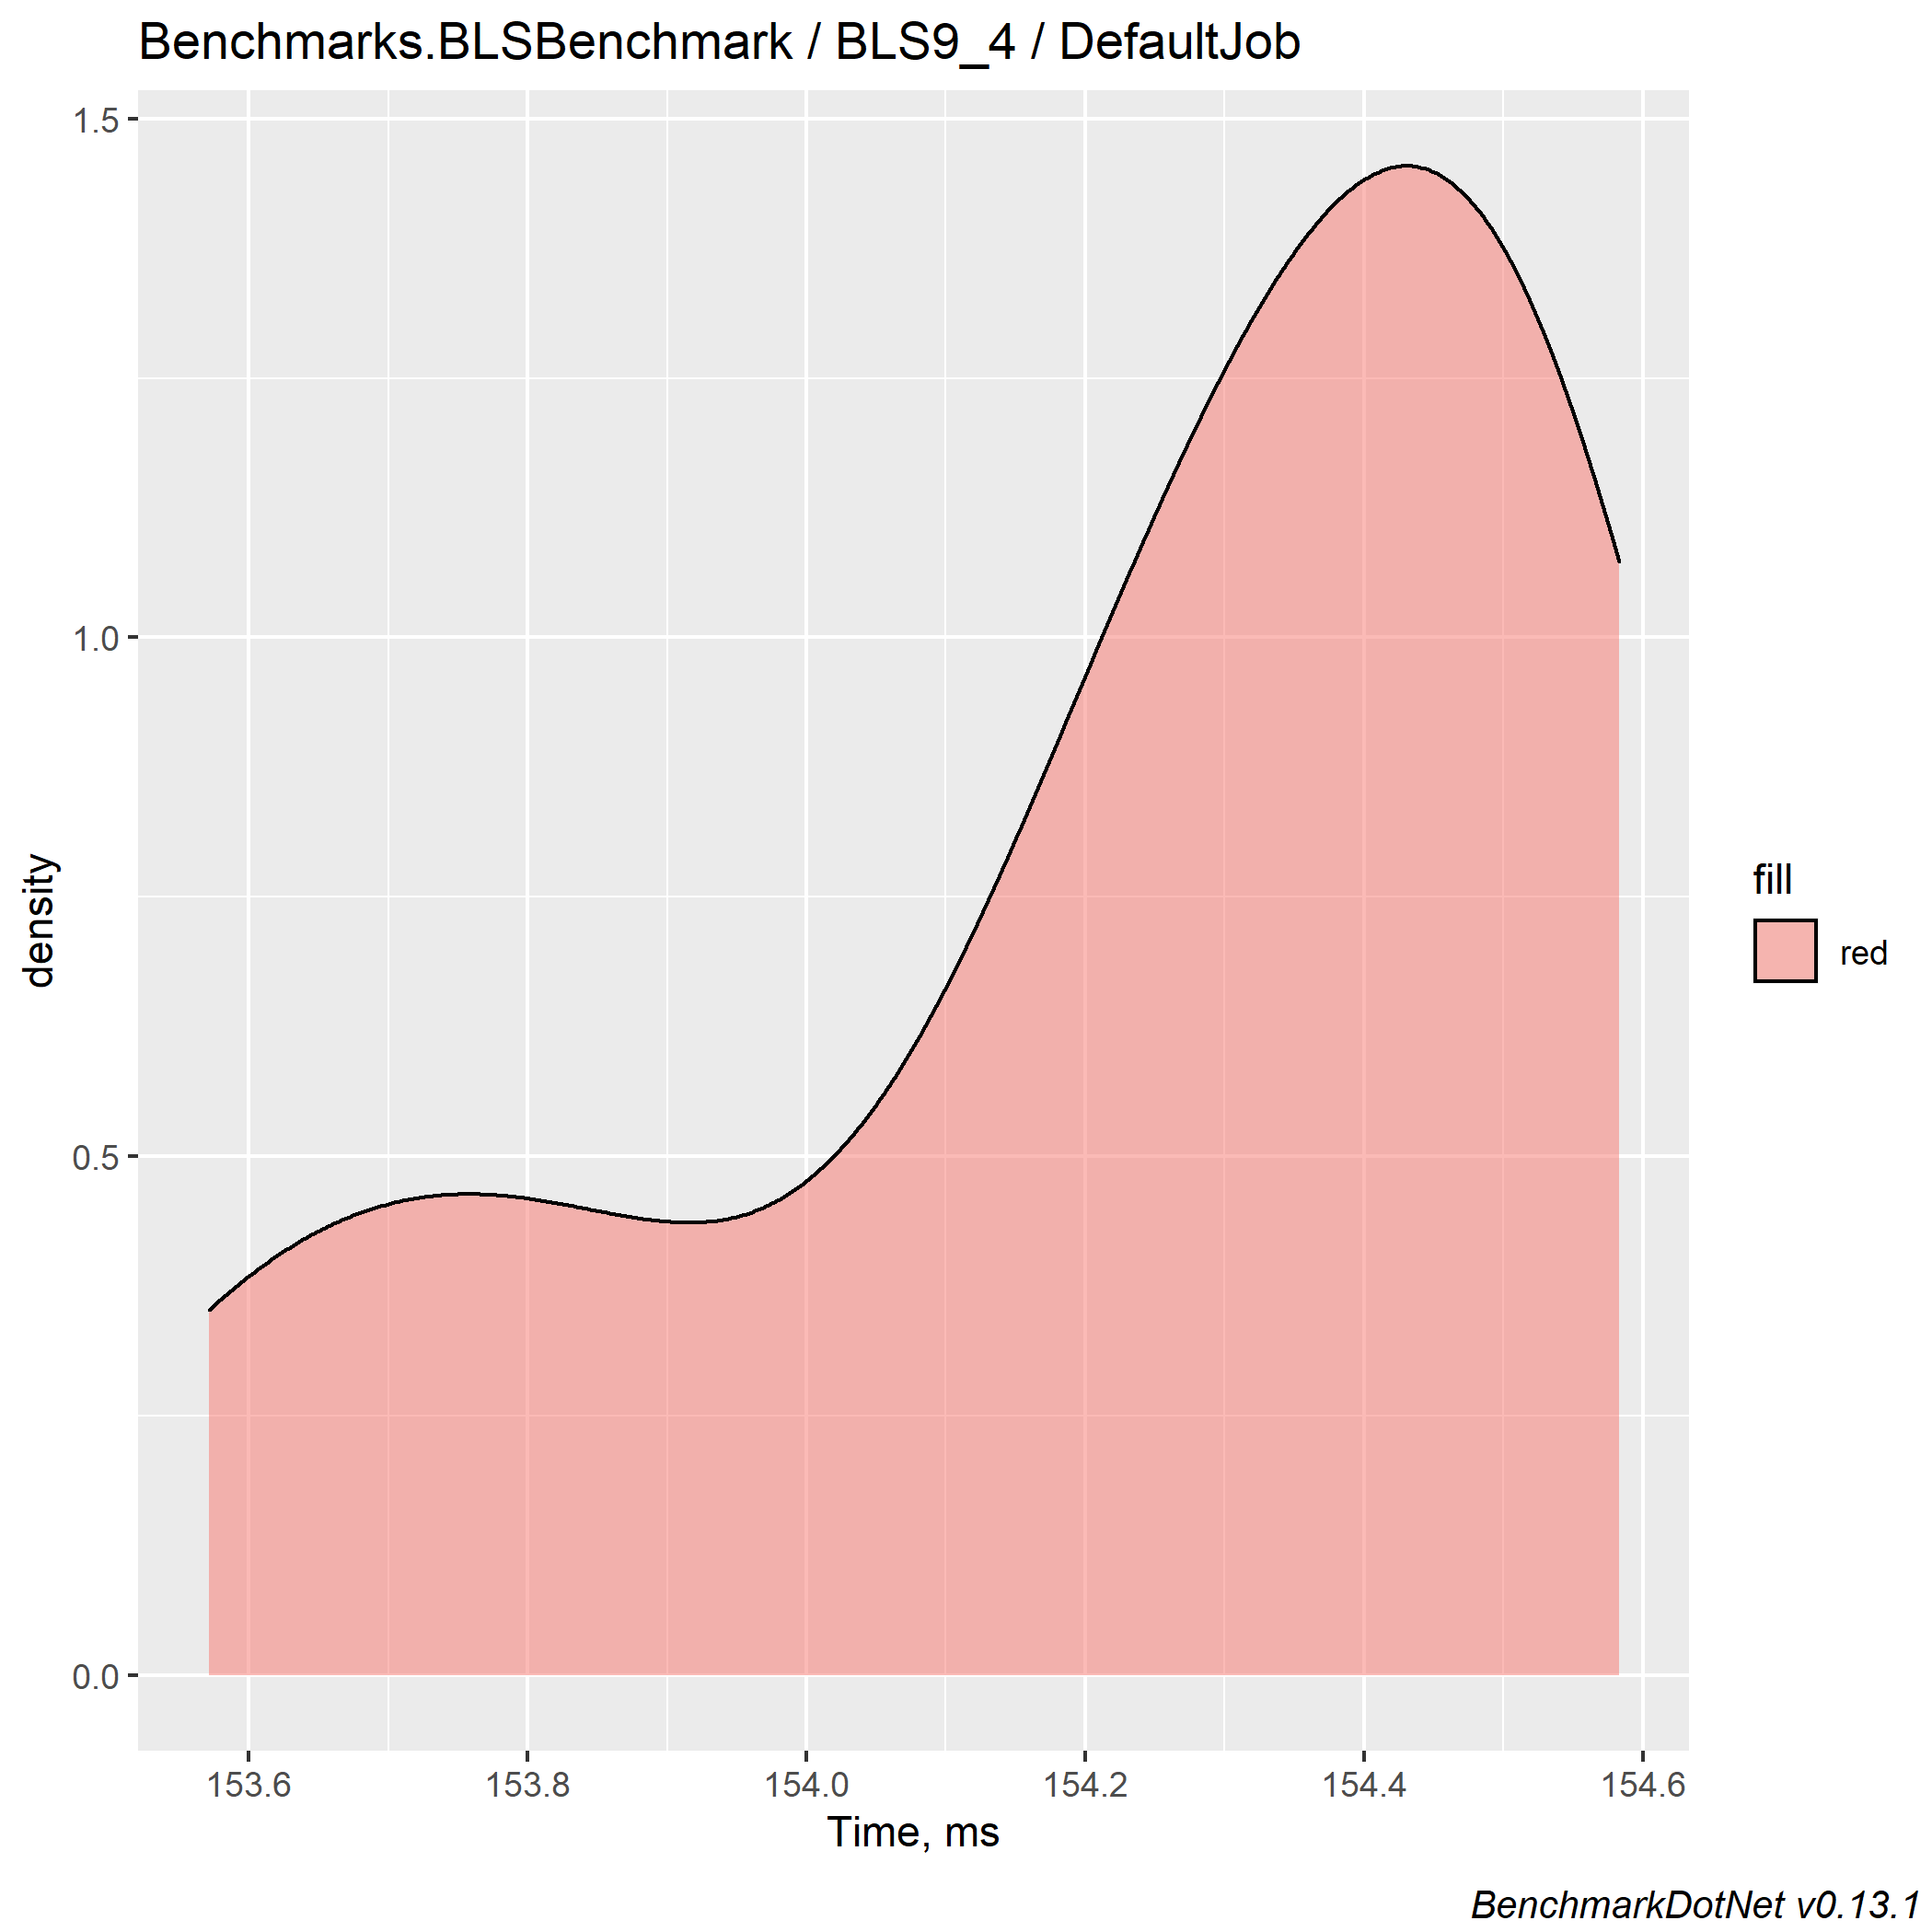 Benchmarks.BLSBenchmark / BLS9_4 / DefaultJob
1.5
1.0
0.5
0.0
density
153.6 153.8 154.0 154.2 154.4 154.6
Time, ms
fill
red
BenchmarkDotNet v0.13.1